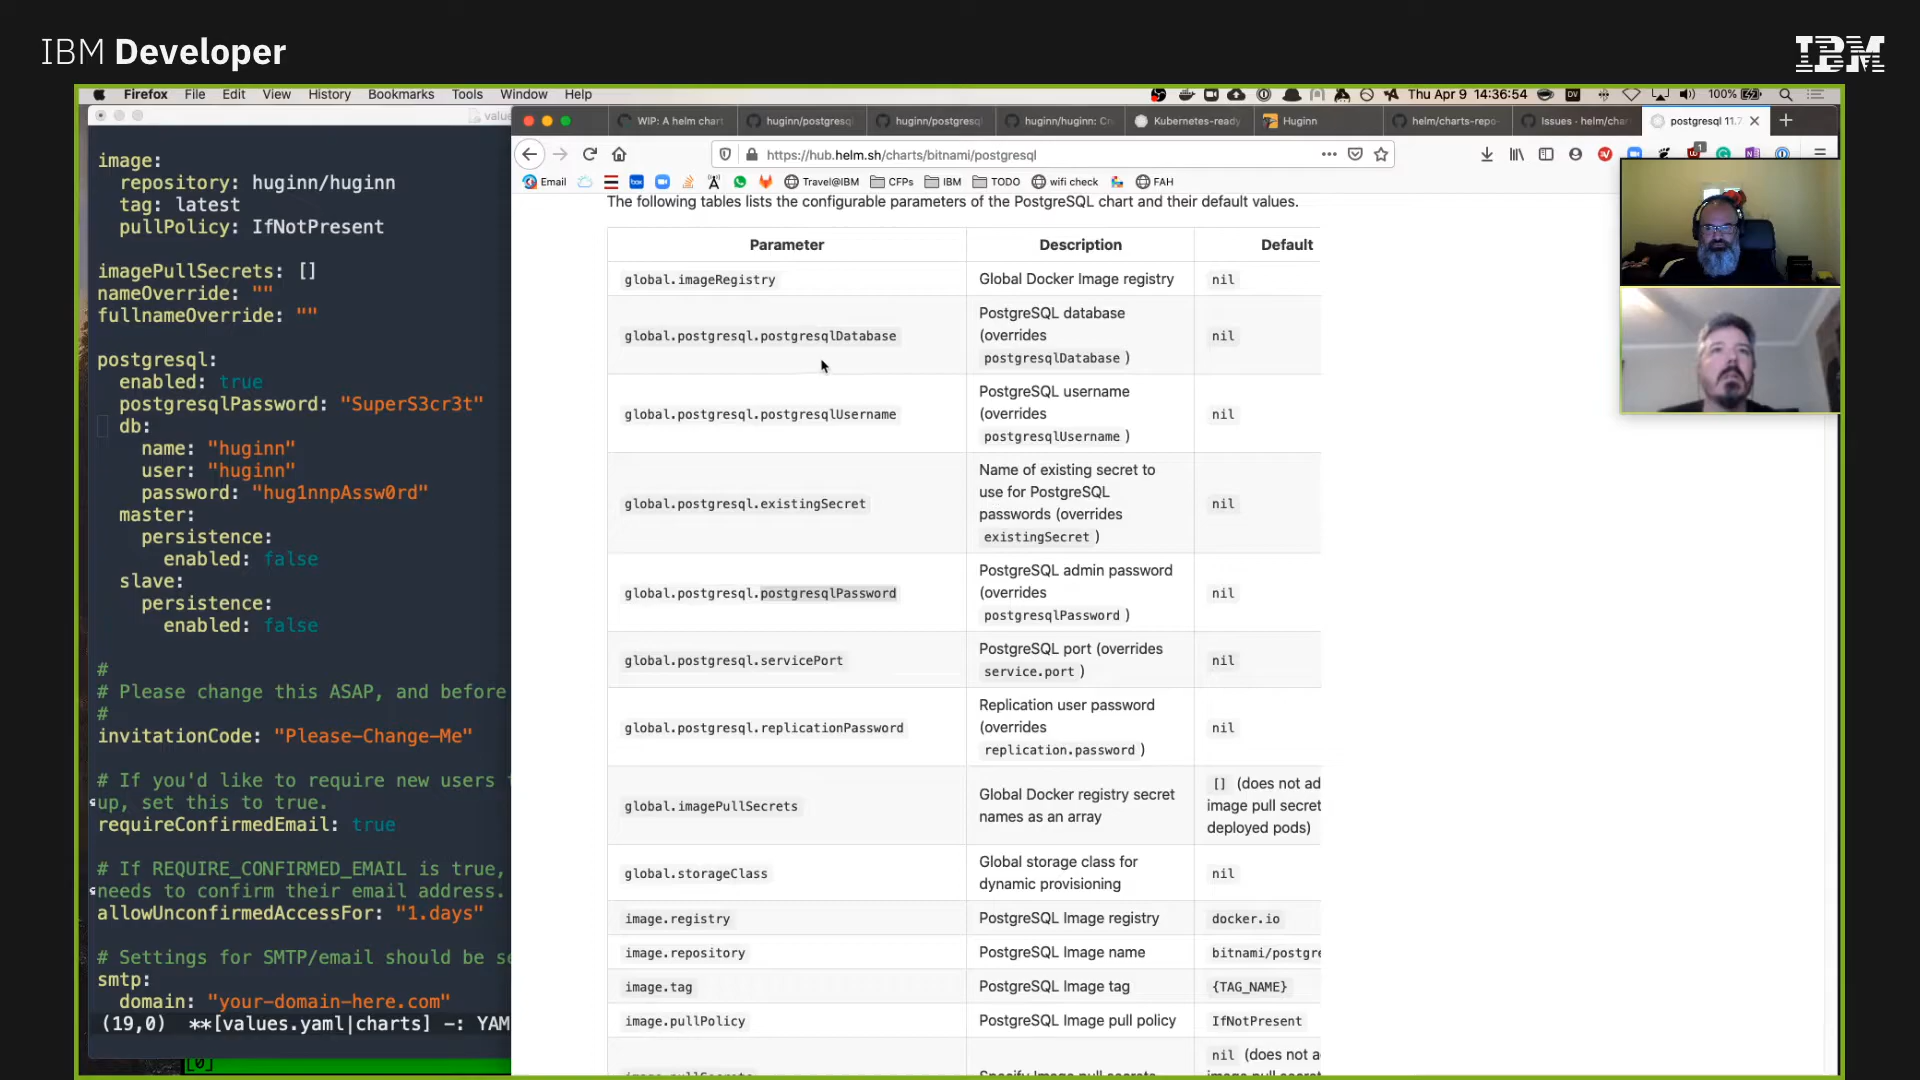 IBM Developer
IBM
Firefox File Edit View History Bookmarks Tools Window Help
Thu Apr 9 14:36:54
100%
WIP: A helm chart
huginn/postgresq
huginn/postgresq
huginn/huginn: Cr
Kubernetes-ready
Huginn
helm/charts-repo-
Issues · helm/char
postgresql 11.7
https://hub.helm.sh/charts/bitnami/postgresql
Email
Travel@IBM
CFPs
IBM
TODO
wifi check
FAH
image:
repository: huginn/huginn
tag: latest
pullPolicy: IfNotPresent
imagePullSecrets: []
nameOverride: ""
fullnameOverride: ""
postgresql:
enabled: true
postgresqlPassword: "SuperS3cr3t"
db:
name: "huginn"
user: "huginn"
password: "hug1nnpAssw0rd"
master:
persistence:
enabled: false
slave:
persistence:
enabled: false
#
# Please change this ASAP, and before
#
invitationCode: "Please-Change-Me"
# If you'd like to require new users
up, set this to true.
requireConfirmedEmail: true
# If REQUIRE_CONFIRMED_EMAIL is true,
needs to confirm their email address.
allowUnconfirmedAccessFor: "1.days"
# Settings for SMTP/email should be se
smtp:
domain: "your-domain-here.com"
(19,0) **[values.yaml|charts] -: YAM
[0]
The following tables lists the configurable parameters of the PostgreSQL chart and their default values.
Parameter Description Default
global.imageRegistry Global Docker Image registry nil
global.postgresql.postgresqlDatabase PostgreSQL database (overrides postgresqlDatabase ) nil
global.postgresql.postgresqlUsername PostgreSQL username (overrides postgresqlUsername ) nil
global.postgresql.existingSecret Name of existing secret to use for PostgreSQL passwords (overrides existingSecret ) nil
global.postgresql.postgresqlPassword PostgreSQL admin password (overrides postgresqlPassword ) nil
global.postgresql.servicePort PostgreSQL port (overrides service.port ) nil
global.postgresql.replicationPassword Replication user password (overrides replication.password ) nil
global.imagePullSecrets Global Docker registry secret names as an array [] (does not ad image pull secret deployed pods)
global.storageClass Global storage class for dynamic provisioning nil
image.registry PostgreSQL Image registry docker.io
image.repository PostgreSQL Image name bitnami/postgre
image.tag PostgreSQL Image tag {TAG_NAME}
image.pullPolicy PostgreSQL Image pull policy IfNotPresent
nil (does not a